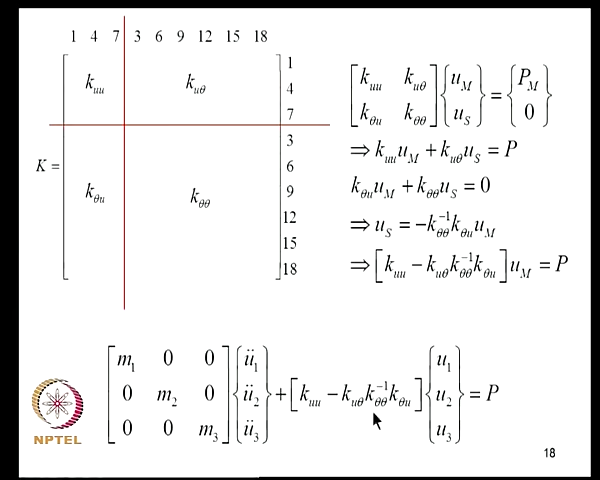 1 4 7 3 6 9 12 15 18
K = [ k_uu k_uθ
k_θu k_θθ ]
1
4
7
3
6
9
12
15
18
[ k_uu k_uθ ; k_θu k_θθ ] { u_M ; u_S } = { P_M ; 0 }
⇒ k_uu u_M + k_uθ u_S = P
k_θu u_M + k_θθ u_S = 0
⇒ u_S = −k_θθ^{-1} k_θu u_M
⇒ [ k_uu − k_uθ k_θθ^{-1} k_θu ] u_M = P
[ m_1 0 0 ; 0 m_2 0 ; 0 0 m_3 ] { ü_1 ; ü_2 ; ü_3 } + [ k_uu − k_uθ k_θθ^{-1} k_θu ] { u_1 ; u_2 ; u_3 } = P
NPTEL
18